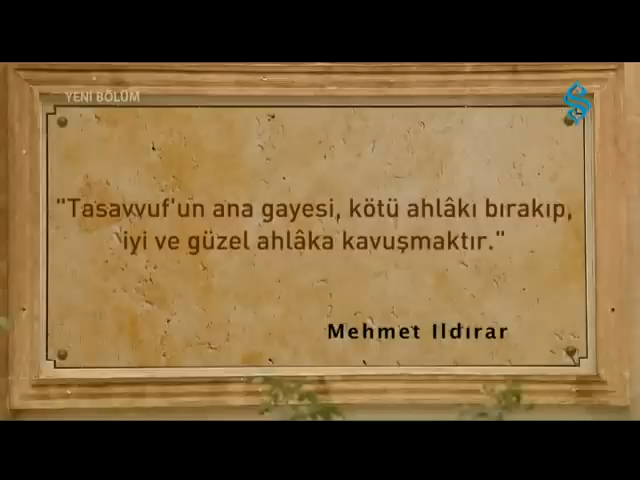 YENİ BÖLÜM
"Tasavvuf'un ana gayesi, kötü ahlâkı bırakıp,
iyi ve güzel ahlâka kavuşmaktır."
Mehmet Ildırar